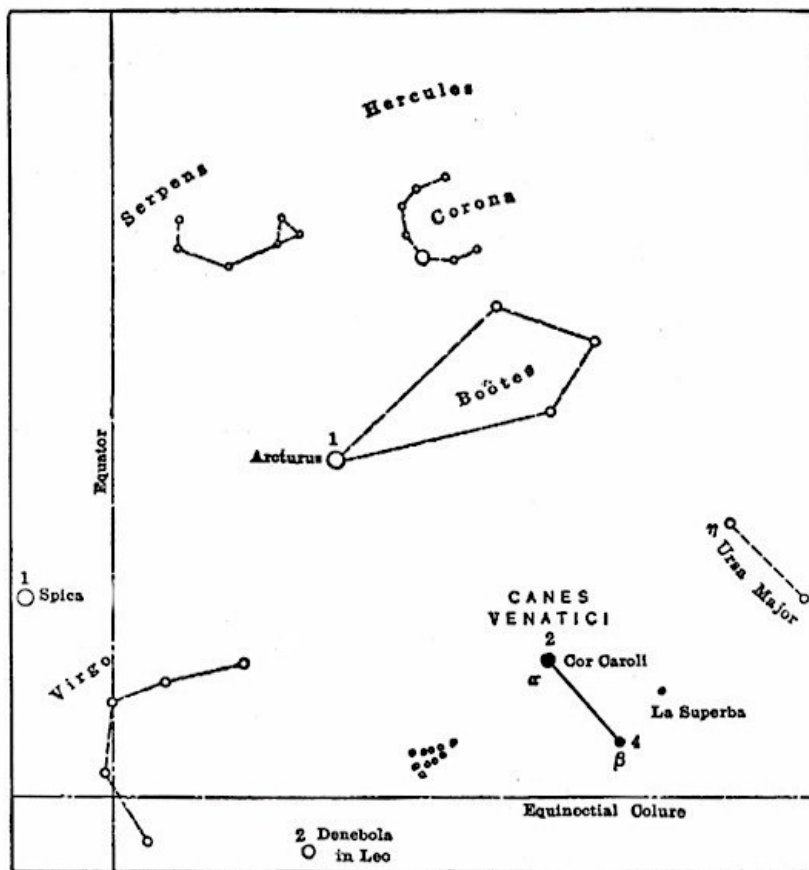 Hercules
Serpens
Corona
Boötes
1
Arcturus
Equator
η
Ursa Major
1
Spica
CANES
VENATICI
2
Cor Caroli
α
Virgo
La Superba
4
β
Equinoctial Colure
2 Denebola
in Leo